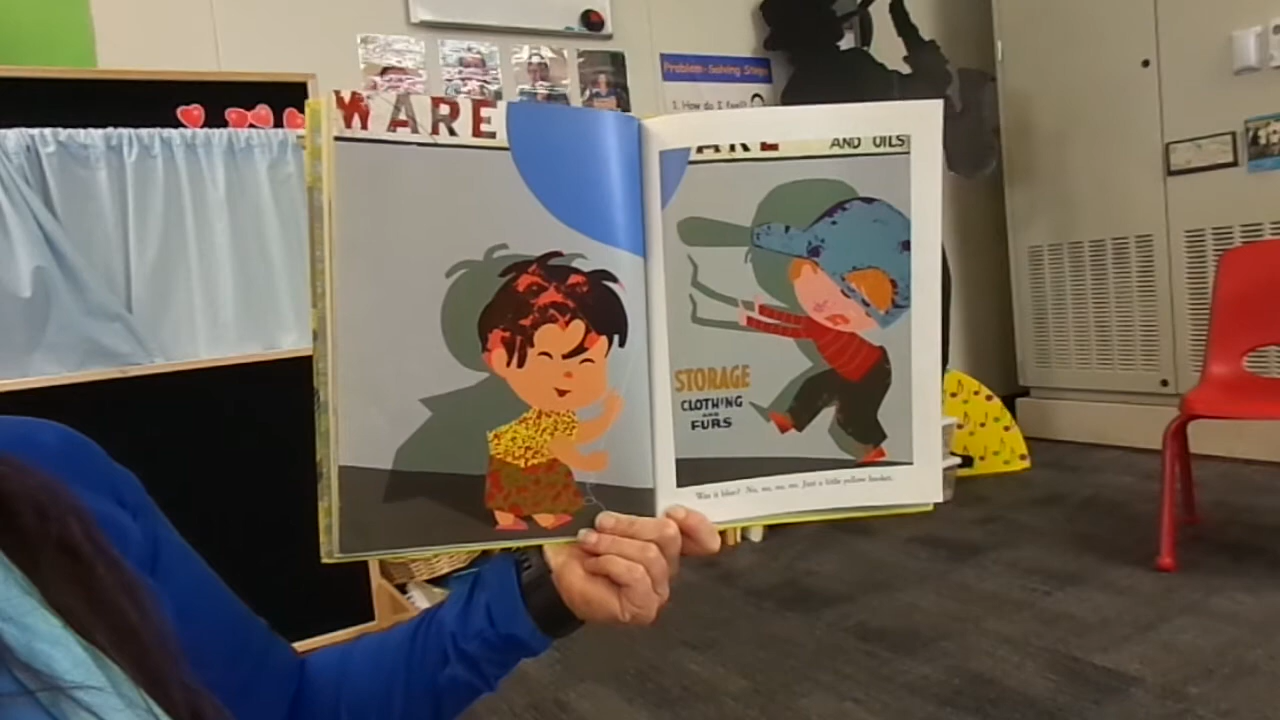 Problem-Solving Steps
1. How do I feel?
WARE
AND OILS
STORAGE
CLOTHING
AND
FURS
Was it blue? No, no, no, no. Just a little yellow basket.